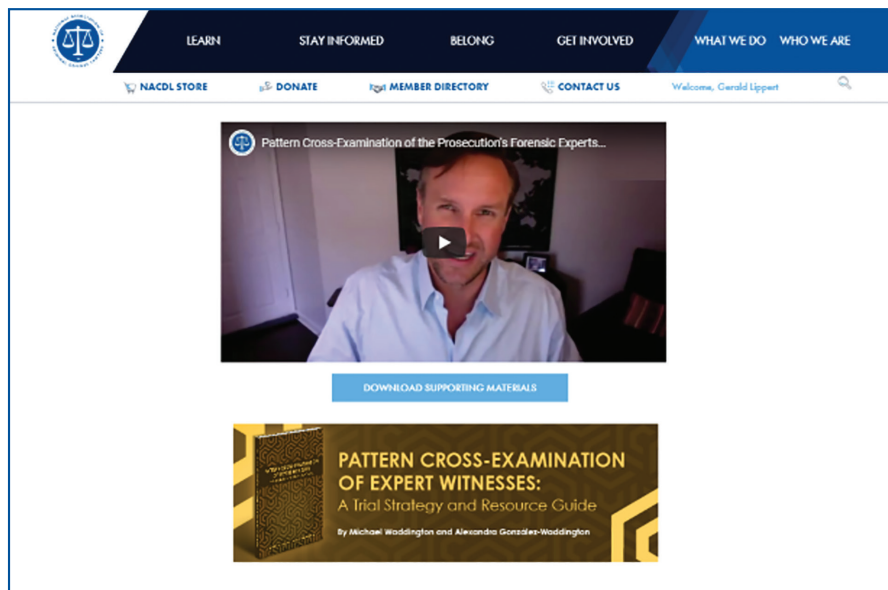 LEARN
STAY INFORMED
BELONG
GET INVOLVED
WHAT WE DO
WHO WE ARE
NACDL STORE
DONATE
MEMBER DIRECTORY
CONTACT US
Welcome, Gerald Lippert
Pattern Cross-Examination of the Prosecution's Forensic Experts...
DOWNLOAD SUPPORTING MATERIALS
PATTERN CROSS-EXAMINATION
OF EXPERT WITNESSES:
A Trial Strategy and Resource Guide
By Michael Waddington and Alexandra González-Waddington